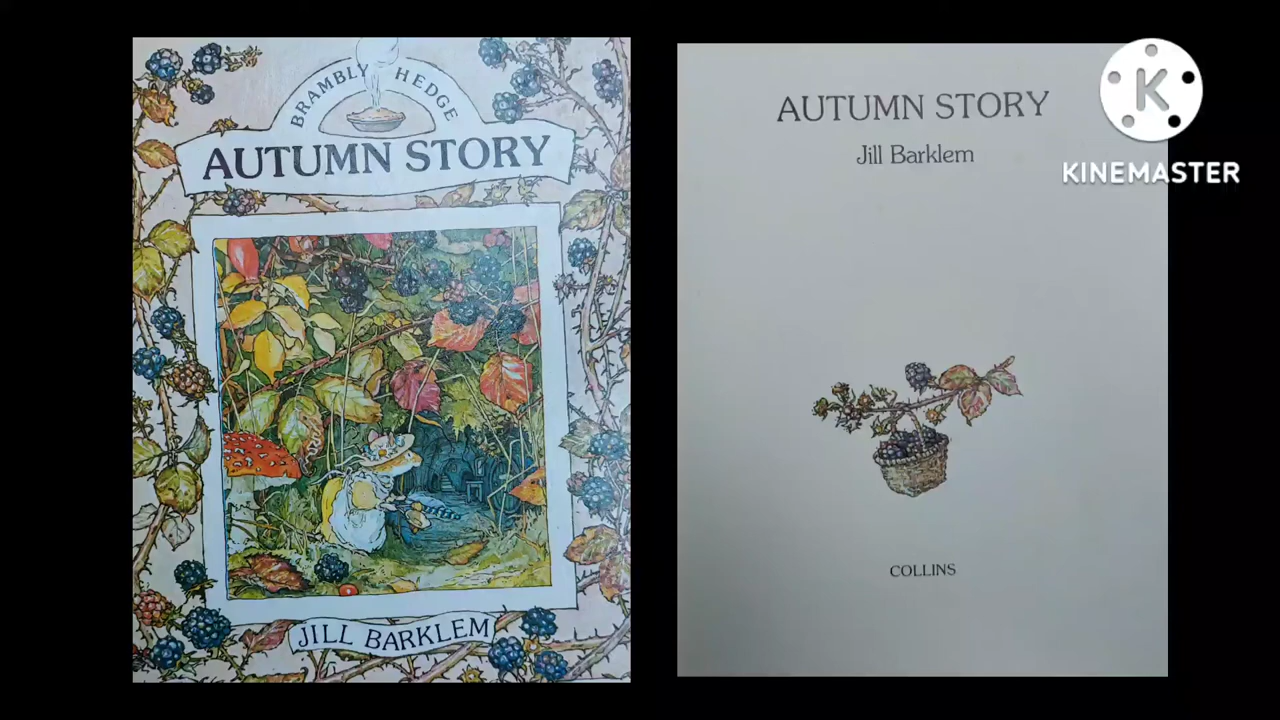 BRAMBLY HEDGE
AUTUMN STORY
JILL BARKLEM
AUTUMN STORY
Jill Barklem
COLLINS
K
KINEMASTER